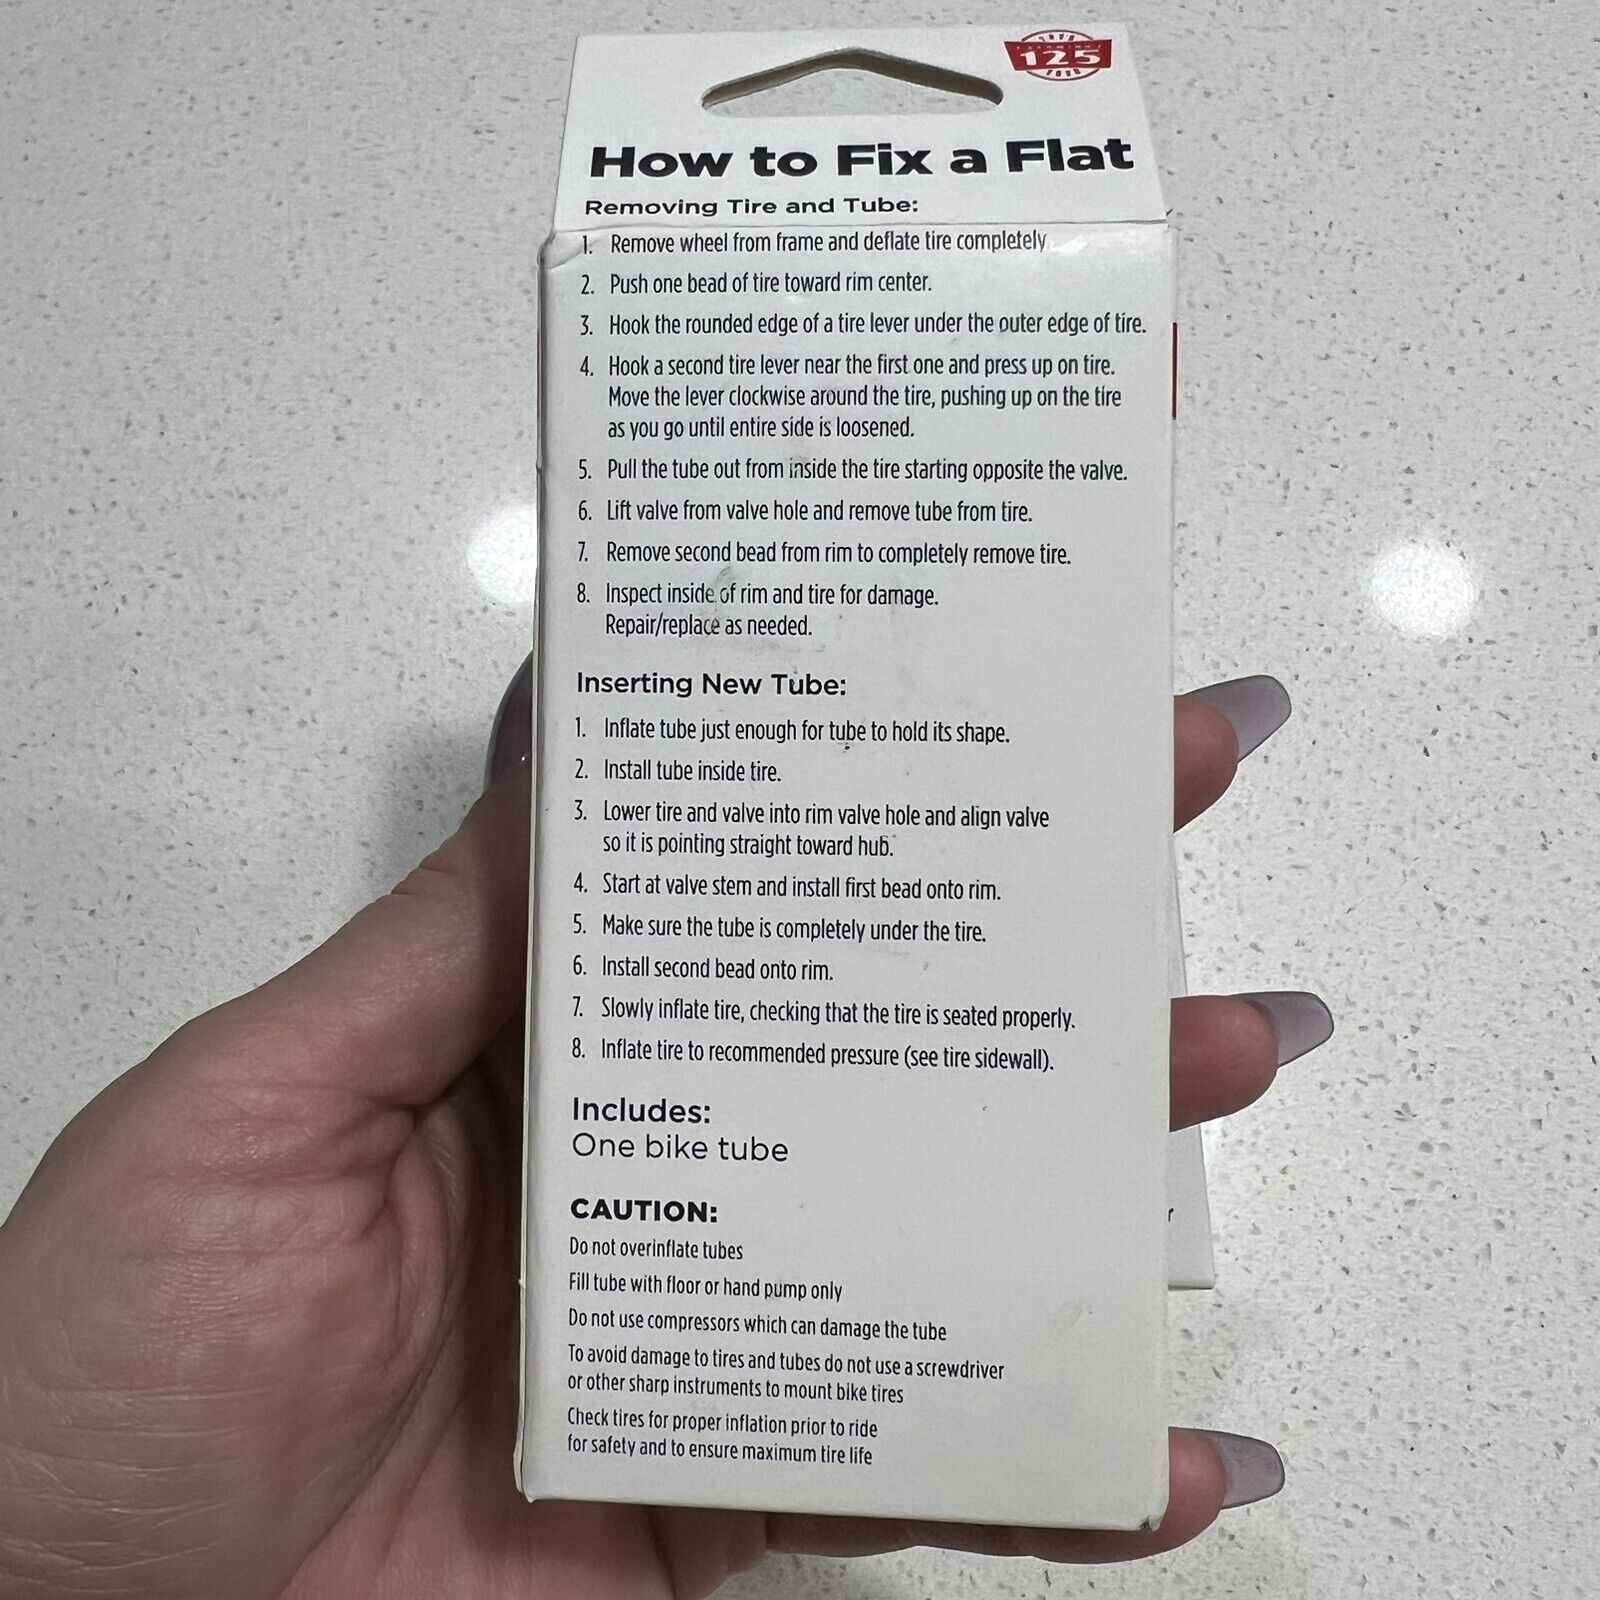 125
How to Fix a Flat
Removing Tire and Tube:
1. Remove wheel from frame and deflate tire completely.
2. Push one bead of tire toward rim center.
3. Hook the rounded edge of a tire lever under the outer edge of tire.
4. Hook a second tire lever near the first one and press up on tire.
Move the lever clockwise around the tire, pushing up on the tire
as you go until entire side is loosened.
5. Pull the tube out from inside the tire starting opposite the valve.
6. Lift valve from valve hole and remove tube from tire.
7. Remove second bead from rim to completely remove tire.
8. Inspect inside of rim and tire for damage.
Repair/replace as needed.
Inserting New Tube:
1. Inflate tube just enough for tube to hold its shape.
2. Install tube inside tire.
3. Lower tire and valve into rim valve hole and align valve
so it is pointing straight toward hub.
4. Start at valve stem and install first bead onto rim.
5. Make sure the tube is completely under the tire.
6. Install second bead onto rim.
7. Slowly inflate tire, checking that the tire is seated properly.
8. Inflate tire to recommended pressure (see tire sidewall).
Includes:
One bike tube
CAUTION:
Do not overinflate tubes
Fill tube with floor or hand pump only
Do not use compressors which can damage the tube
To avoid damage to tires and tubes do not use a screwdriver
or other sharp instruments to mount bike tires
Check tires for proper inflation prior to ride
for safety and to ensure maximum tire life